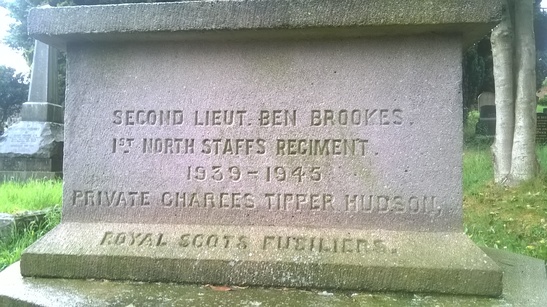 SECOND LIEUT. BEN BROOKES.
1ST NORTH STAFFS REGIMENT.
1939-1945
PRIVATE CHARLES TIPPER HUDSON,
ROYAL SCOTS FUSILIERS.